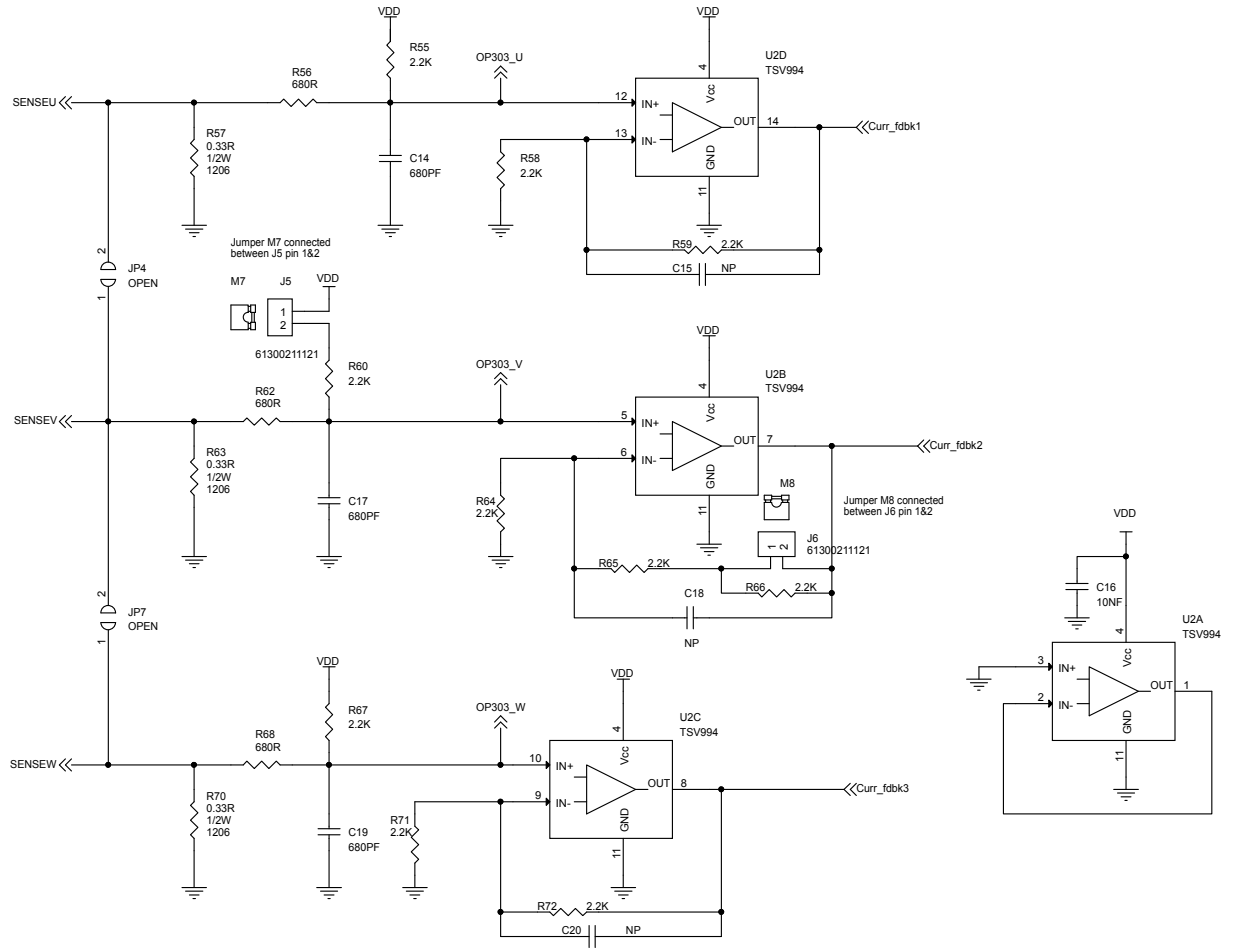 VDD
R55
2.2K
OP303_U
R56
680R
SENSEU
R57
0.33R
1/2W
1206
C14
680PF
R58
2.2K
VDD
U2D
TSV994
4
Vcc
12
IN+
13
IN-
OUT
14
GND
11
Curr_fdbk1
R59
2.2K
C15
NP
2
JP4
OPEN
1
Jumper M7 connected
between J5 pin 1&2
M7
J5
VDD
1
2
61300211121
R60
2.2K
OP303_V
R62
680R
SENSEV
R63
0.33R
1/2W
1206
C17
680PF
R64
2.2K
VDD
U2B
TSV994
4
Vcc
5
IN+
6
IN-
OUT
7
GND
11
Curr_fdbk2
M8
Jumper M8 connected
between J6 pin 1&2
J6
61300211121
1
2
R65
2.2K
R66
2.2K
C18
NP
2
JP7
OPEN
1
VDD
R67
2.2K
OP303_W
R68
680R
SENSEW
R70
0.33R
1/2W
1206
C19
680PF
R71
2.2K
VDD
U2C
TSV994
4
Vcc
10
IN+
9
IN-
OUT
8
GND
11
Curr_fdbk3
R72
2.2K
C20
NP
VDD
C16
10NF
U2A
TSV994
4
Vcc
3
IN+
2
IN-
OUT
1
GND
11